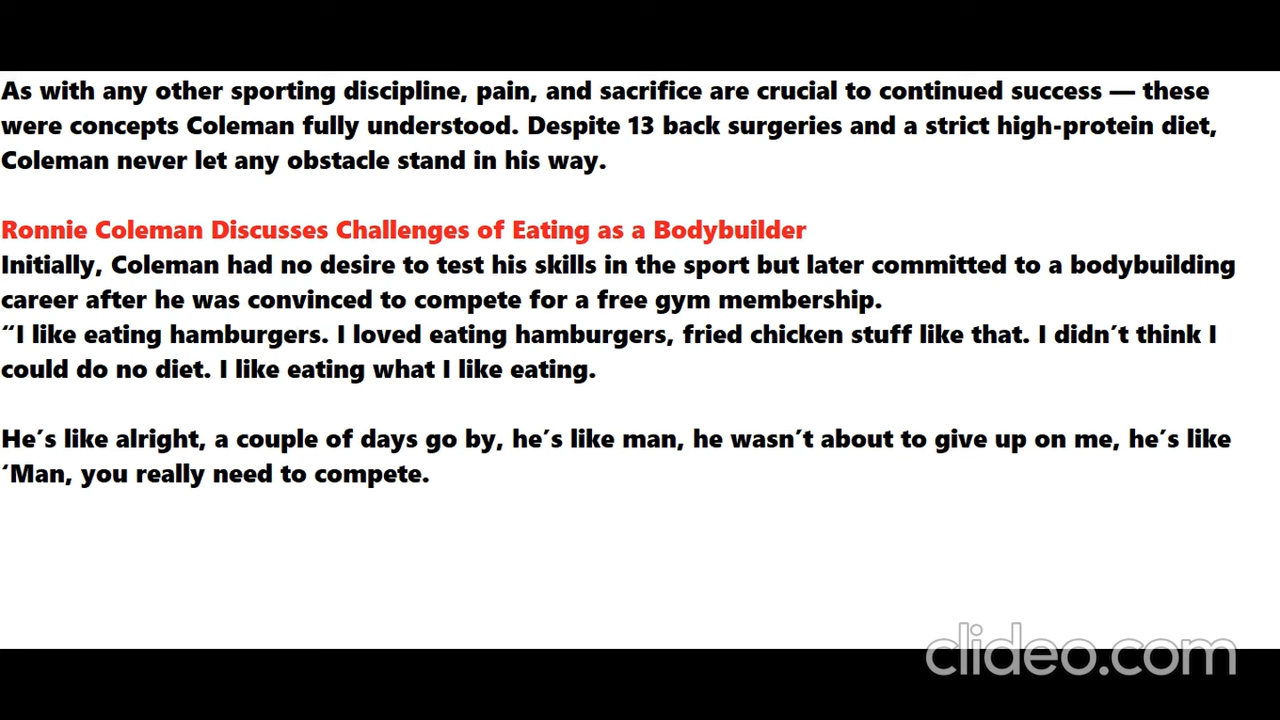 As with any other sporting discipline, pain, and sacrifice are crucial to continued success — these
were concepts Coleman fully understood. Despite 13 back surgeries and a strict high-protein diet,
Coleman never let any obstacle stand in his way.
Ronnie Coleman Discusses Challenges of Eating as a Bodybuilder
Initially, Coleman had no desire to test his skills in the sport but later committed to a bodybuilding
career after he was convinced to compete for a free gym membership.
“I like eating hamburgers. I loved eating hamburgers, fried chicken stuff like that. I didn’t think I
could do no diet. I like eating what I like eating.
He’s like alright, a couple of days go by, he’s like man, he wasn’t about to give up on me, he’s like
‘Man, you really need to compete.
clideo.com